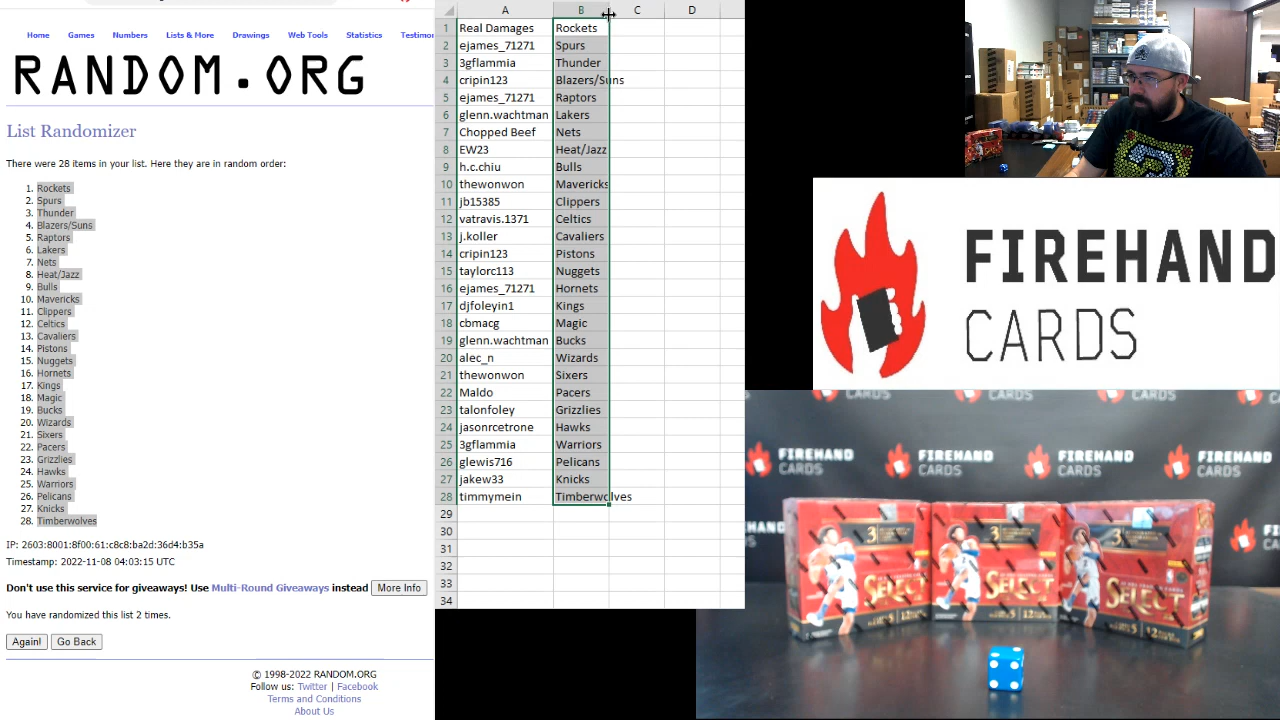 Home Games Numbers Lists & More Drawings Web Tools Statistics Testimo
RANDOM.ORG
List Randomizer
There were 28 items in your list. Here they are in random order:
1. Rockets
2. Spurs
3. Thunder
4. Blazers/Suns
5. Raptors
6. Lakers
7. Nets
8. Heat/Jazz
9. Bulls
10. Mavericks
11. Clippers
12. Celtics
13. Cavaliers
14. Pistons
15. Nuggets
16. Hornets
17. Kings
18. Magic
19. Bucks
20. Wizards
21. Sixers
22. Pacers
23. Grizzlies
24. Hawks
25. Warriors
26. Pelicans
27. Knicks
28. Timberwolves
IP: 2603:8001:8f00:61:c8c8:ba2d:36d4:b35a
Timestamp: 2022-11-08 04:03:15 UTC
Don't use this service for giveaways! Use Multi-Round Giveaways instead More Info
You have randomized this list 2 times.
Again! Go Back
© 1998-2022 RANDOM.ORG
Follow us: Twitter | Facebook
Terms and Conditions
About Us
A B C D
1 Real Damages Rockets
2 ejames_71271 Spurs
3 3gflammia Thunder
4 cripin123 Blazers/Suns
5 ejames_71271 Raptors
6 glenn.wachtman Lakers
7 Chopped Beef Nets
8 EW23 Heat/Jazz
9 h.c.chiu Bulls
10 thewonwon Mavericks
11 jb15385 Clippers
12 vatravis.1371 Celtics
13 j.koller Cavaliers
14 cripin123 Pistons
15 taylorc113 Nuggets
16 ejames_71271 Hornets
17 djfoleyin1 Kings
18 cbmacg Magic
19 glenn.wachtman Bucks
20 alec_n Wizards
21 thewonwon Sixers
22 Maldo Pacers
23 talonfoley Grizzlies
24 jasonrcetrone Hawks
25 3gflammia Warriors
26 glewis716 Pelicans
27 jakew33 Knicks
28 timmymein Timberwolves
29
30
31
32
33
34
FIREHAND
CARDS
FIREHAND
CARDS
FIREHAND
CARDS
FIREHAND
CARDS
FIREHAND
CARDS
3
SELECT
3
SELECT
3
SELECT